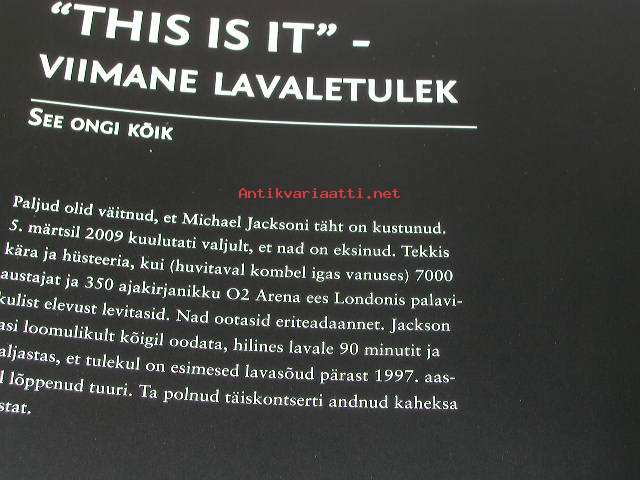 “THIS IS IT” -
VIIMANE LAVALETULEK
SEE ONGI KÕIK
Antikvariaatti.net
Paljud olid väitnud, et Michael Jacksoni täht on kustunud.
5. märtsil 2009 kuulutati valjult, et nad on eksinud. Tekkis
kära ja hüsteeria, kui (huvitaval kombel igas vanuses) 7000
austajat ja 350 ajakirjanikku O2 Arena ees Londonis palavi-
kulist elevust levitasid. Nad ootasid eriteadaannet. Jackson
asi loomulikult kõigil oodata, hilines lavale 90 minutit ja
aljastas, et tulekul on esimesed lavasõud pärast 1997. aas-
l lõppenud tuuri. Ta polnud täiskontserti andnud kaheksa
stat.